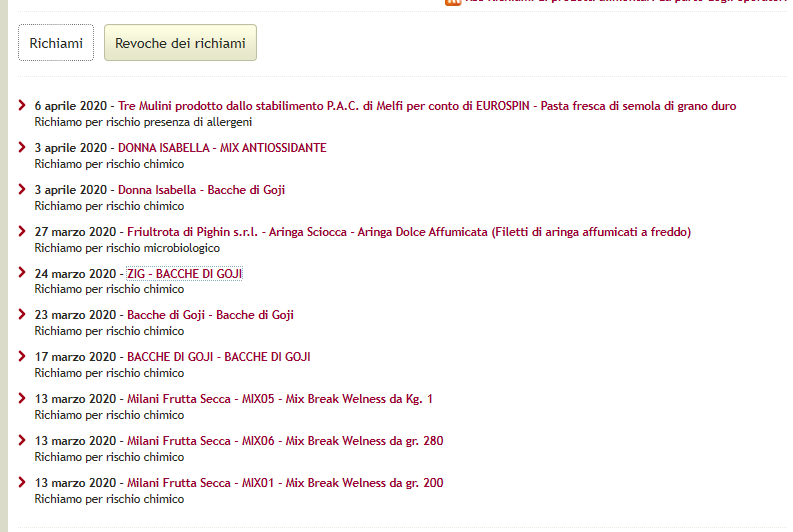 Richiami
Revoche dei richiami
6 aprile 2020 - Tre Mulini prodotto dallo stabilimento P.A.C. di Melfi per conto di EUROSPIN - Pasta fresca di semola di grano duro
Richiamo per rischio presenza di allergeni
3 aprile 2020 - DONNA ISABELLA - MIX ANTIOSSIDANTE
Richiamo per rischio chimico
3 aprile 2020 - Donna Isabella - Bacche di Goji
Richiamo per rischio chimico
27 marzo 2020 - Friultrota di Pighin s.r.l. - Aringa Sciocca - Aringa Dolce Affumicata (Filetti di aringa affumicati a freddo)
Richiamo per rischio microbiologico
24 marzo 2020 - ZIG - BACCHE DI GOJI
Richiamo per rischio chimico
23 marzo 2020 - Bacche di Goji - Bacche di Goji
Richiamo per rischio chimico
17 marzo 2020 - BACCHE DI GOJI - BACCHE DI GOJI
Richiamo per rischio chimico
13 marzo 2020 - Milani Frutta Secca - MIX05 - Mix Break Welness da Kg. 1
Richiamo per rischio chimico
13 marzo 2020 - Milani Frutta Secca - MIX06 - Mix Break Welness da gr. 280
Richiamo per rischio chimico
13 marzo 2020 - Milani Frutta Secca - MIX01 - Mix Break Welness da gr. 200
Richiamo per rischio chimico